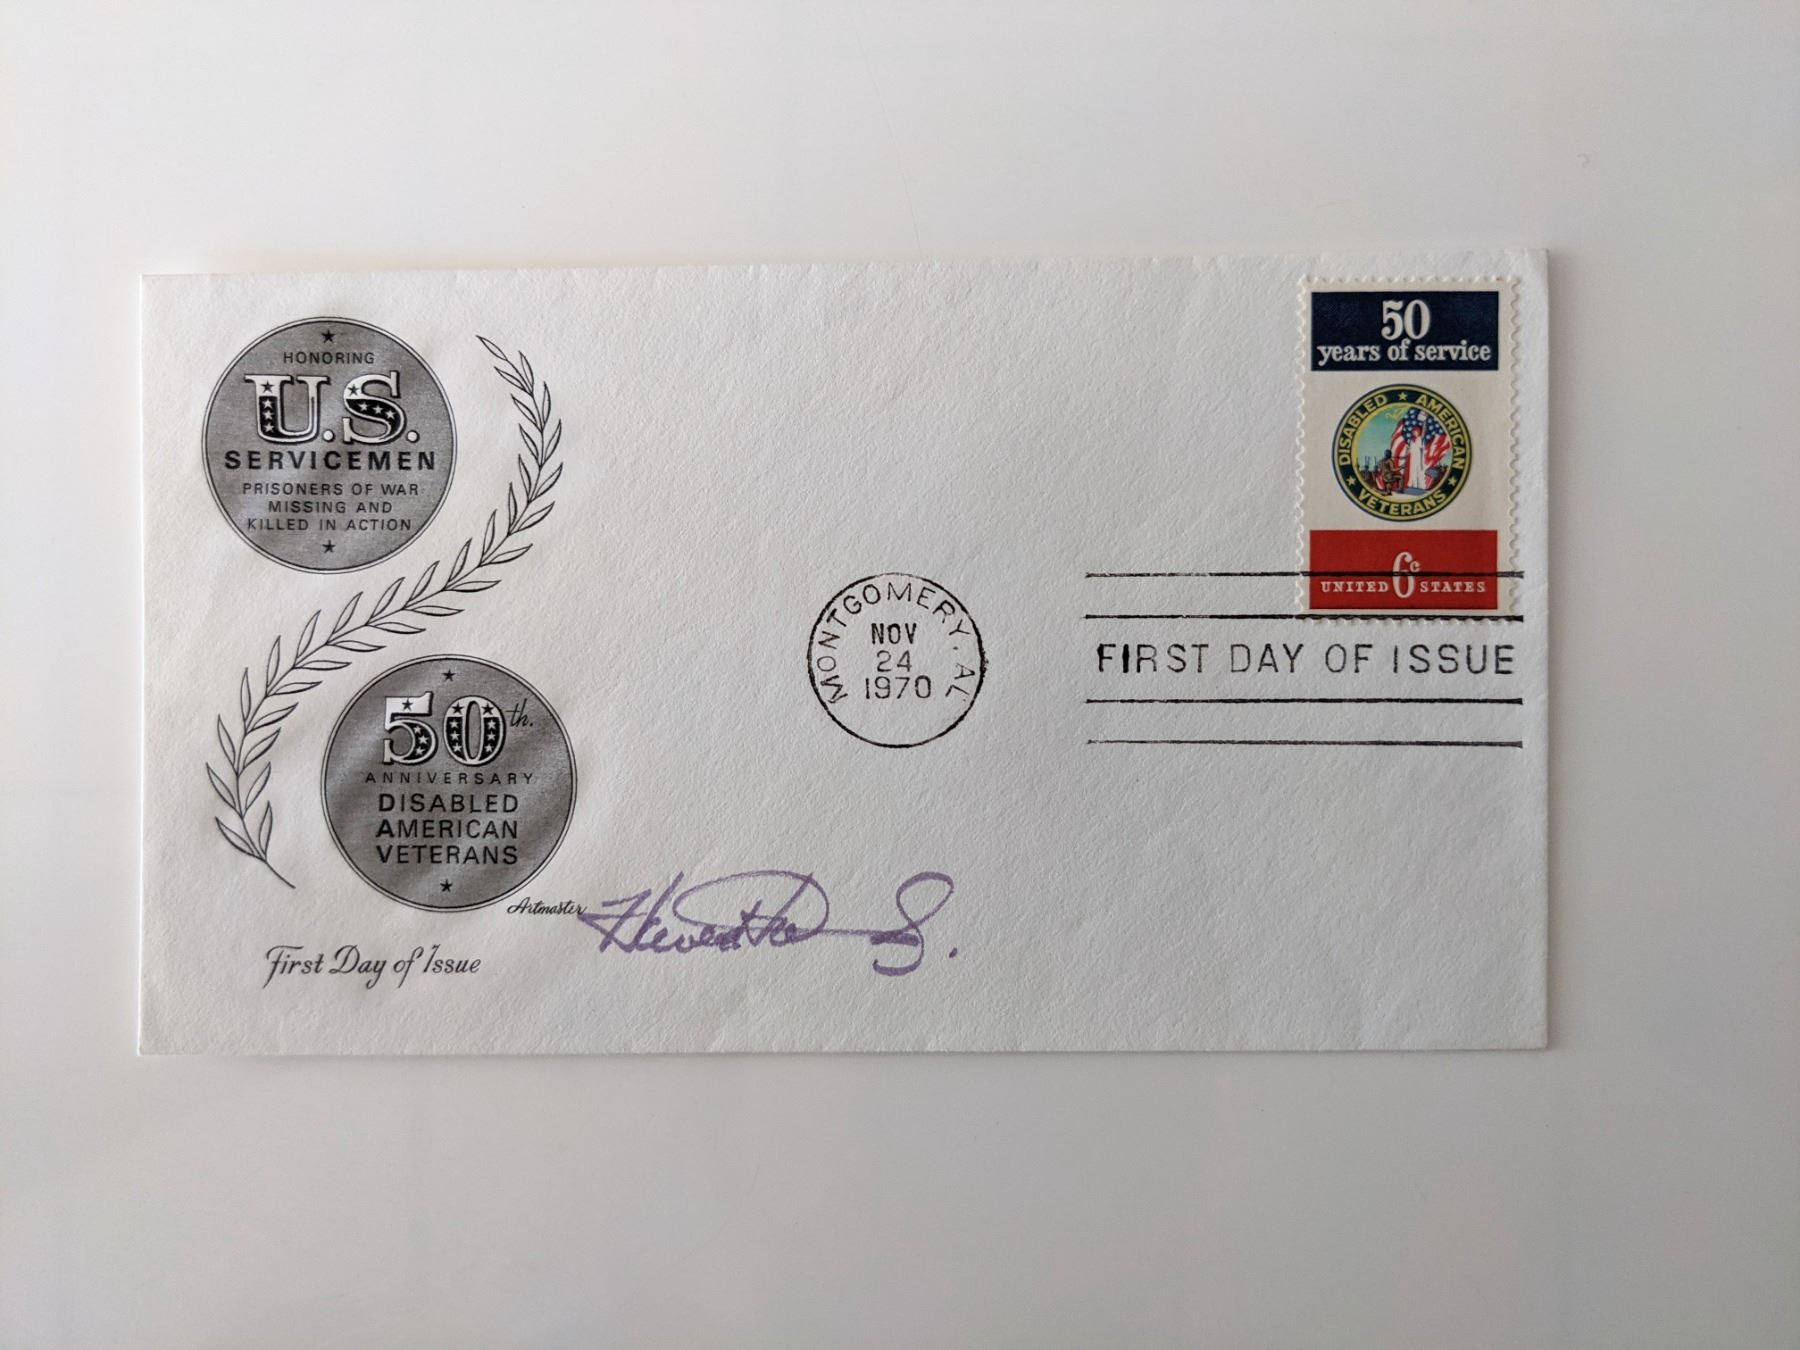 HONORING
U.S.
SERVICEMEN
PRISONERS OF WAR
MISSING AND
KILLED IN ACTION
50th.
ANNIVERSARY
DISABLED
AMERICAN
VETERANS
Artmaster
First Day of Issue
MONTGOMERY, AL
NOV
24
1970
50
years of service
DISABLED AMERICAN
VETERANS
UNITED 6c STATES
FIRST DAY OF ISSUE